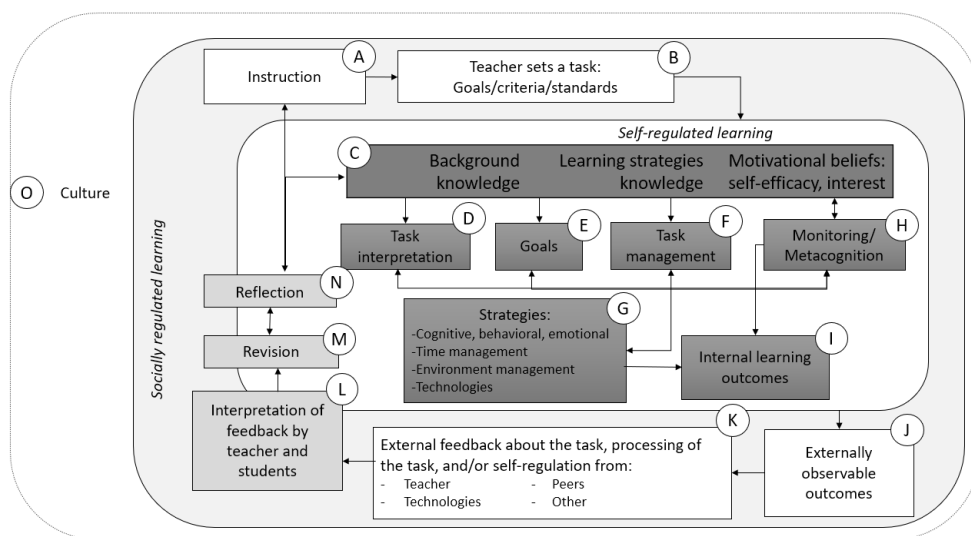 A
Instruction
B
Teacher sets a task:
Goals/criteria/standards
Self-regulated learning
C
Background
knowledge
Learning strategies
knowledge
Motivational beliefs:
self-efficacy, interest
D
Task
interpretation
E
Goals
F
Task
management
H
Monitoring/
Metacognition
O
Culture
Socially regulated learning
N
Reflection
G
Strategies:
-Cognitive, behavioral, emotional
-Time management
-Environment management
-Technologies
M
Revision
I
Internal learning
outcomes
L
Interpretation of
feedback by
teacher and
students
K
External feedback about the task, processing of
the task, and/or self-regulation from:
- Teacher
- Technologies
- Peers
- Other
J
Externally
observable
outcomes